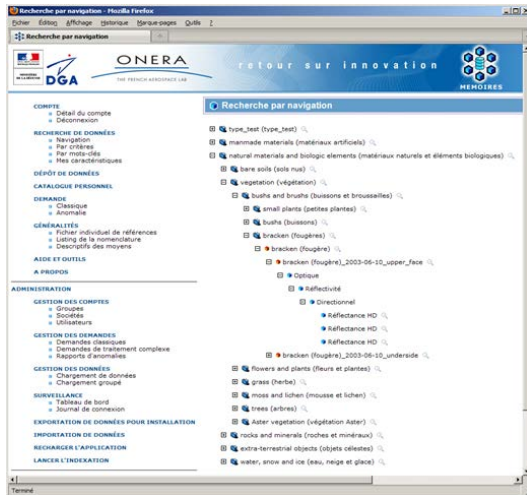 Recherche par navigation - Mozilla Firefox
Fichier Édition Affichage Historique Marque-pages Outils ?
Recherche par navigation
DGA
ONERA
THE FRENCH AEROSPACE LAB
retour sur innovation
MEMOIRES
COMPTE
Détail du compte
Déconnexion
RECHERCHE DE DONNÉES
Navigation
Par critères
Par mots-clés
Mes caractéristiques
DÉPÔT DE DONNÉES
CATALOGUE PERSONNEL
DEMANDE
Classique
Anomalie
GÉNÉRALITÉS
Fichier individuel de références
Listing de la nomenclature
Descriptifs des moyens
AIDE ET OUTILS
A PROPOS
ADMINISTRATION
GESTION DES COMPTES
Groupes
Sociétés
Utilisateurs
GESTION DES DEMANDES
Demandes classiques
Demandes de traitement complexe
Rapports d'anomalies
GESTION DES DONNÉES
Chargement de données
Chargement groupé
SURVEILLANCE
Tableau de bord
Journal de connexion
EXPORTATION DE DONNÉES POUR INSTALLATION
IMPORTATION DE DONNÉES
RECHARGER L'APPLICATION
LANCER L'INDEXATION
Recherche par navigation
type_test (type_test)
manmade materials (matériaux artificiels)
natural materials and biologic elements (matériaux naturels et éléments biologiques)
bare soils (sols nus)
vegetation (végétation)
bushs and brushs (buissons et broussailles)
small plants (petites plantes)
bushs (buissons)
bracken (fougères)
bracken (fougère)
bracken (fougère)_2003-06-10_upper_face
Optique
Réflectivité
Directionnel
Réflectance HD
Réflectance HD
Réflectance HD
bracken (fougère)_2003-06-10_underside
flowers and plants (fleurs et plantes)
grass (herbe)
moss and lichen (mousse et lichen)
trees (arbres)
Aster vegetation (végétation Aster)
rocks and minerals (roches et minéraux)
extra-terrestrial objects (objets célestes)
water, snow and ice (eau, neige et glace)
Terminé